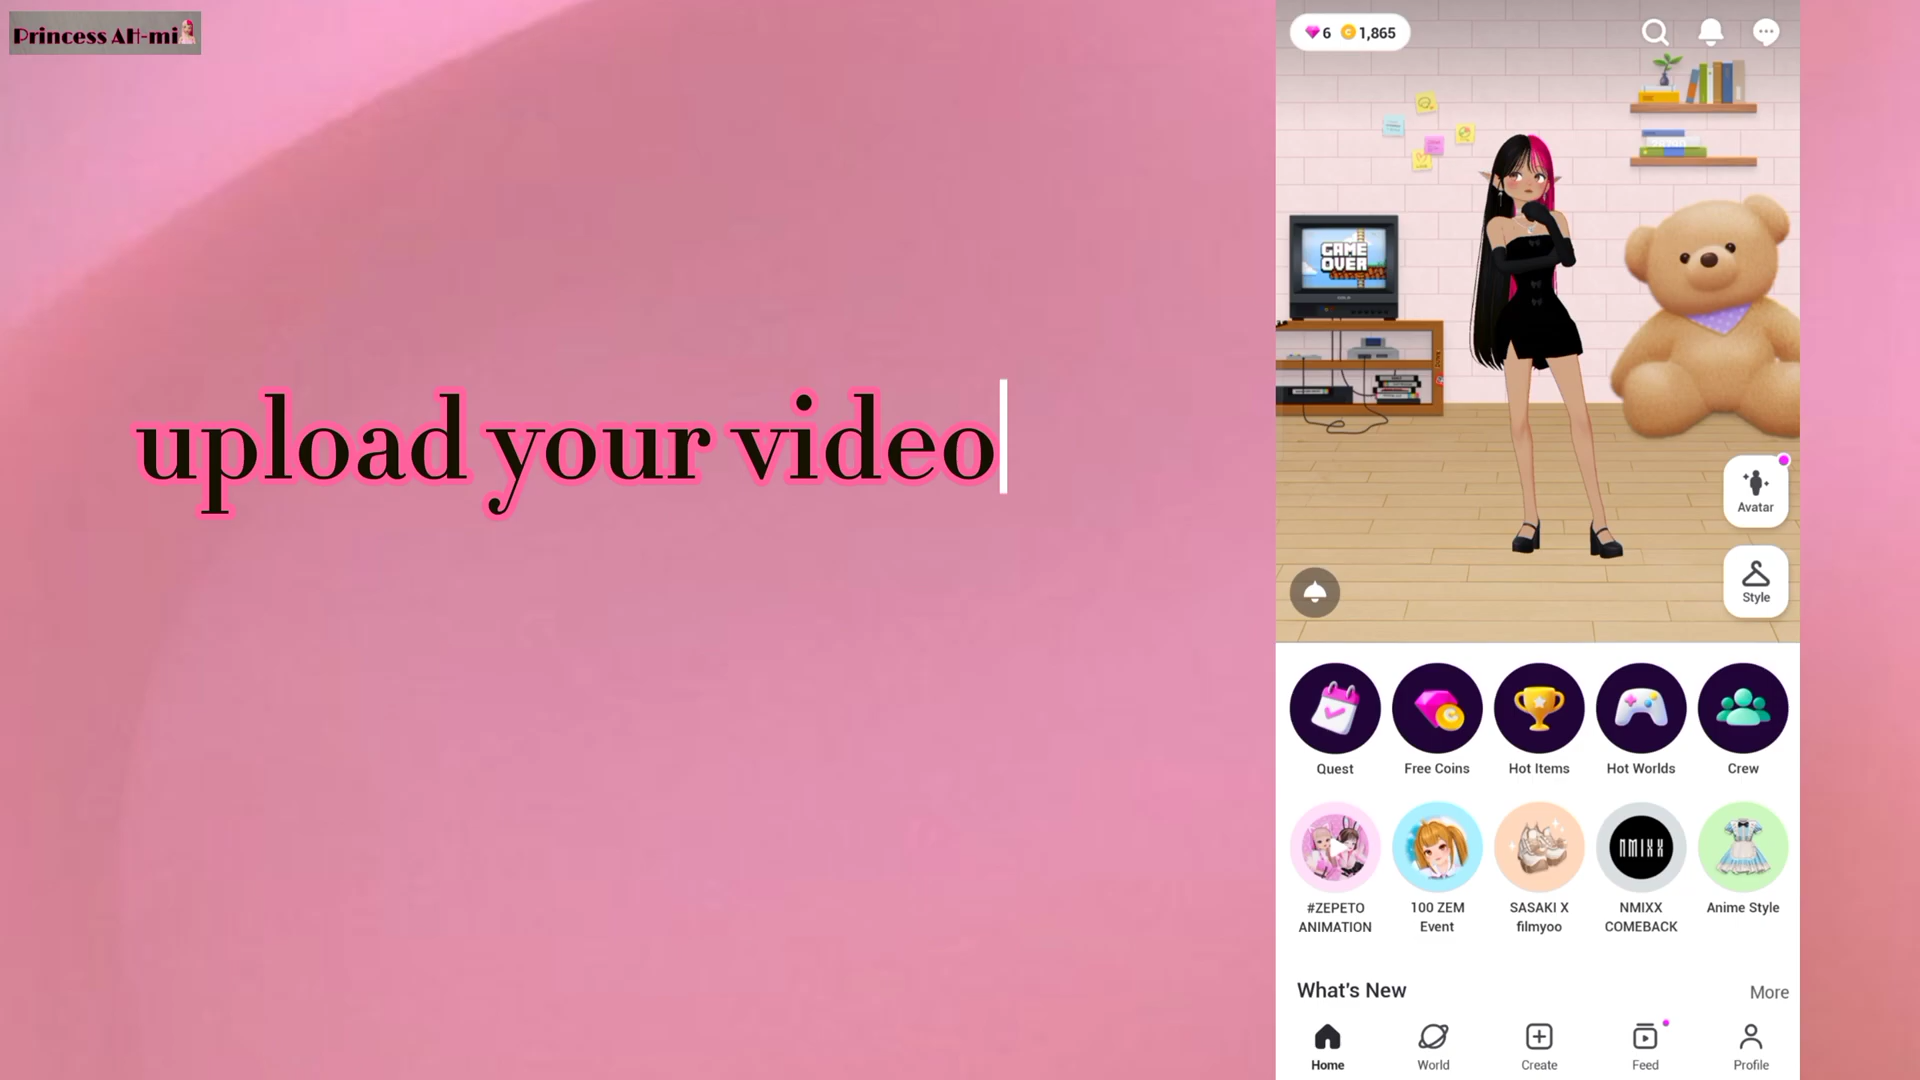 Princess AH-mi
upload your video
6 1,865
GAME
OVER
Avatar
Style
Quest
Free Coins
Hot Items
Hot Worlds
Crew
NMIXX
#ZEPETO
ANIMATION
100 ZEM
Event
SASAKI X
filmyoo
NMIXX
COMEBACK
Anime Style
What's New
More
Home
World
Create
Feed
Profile